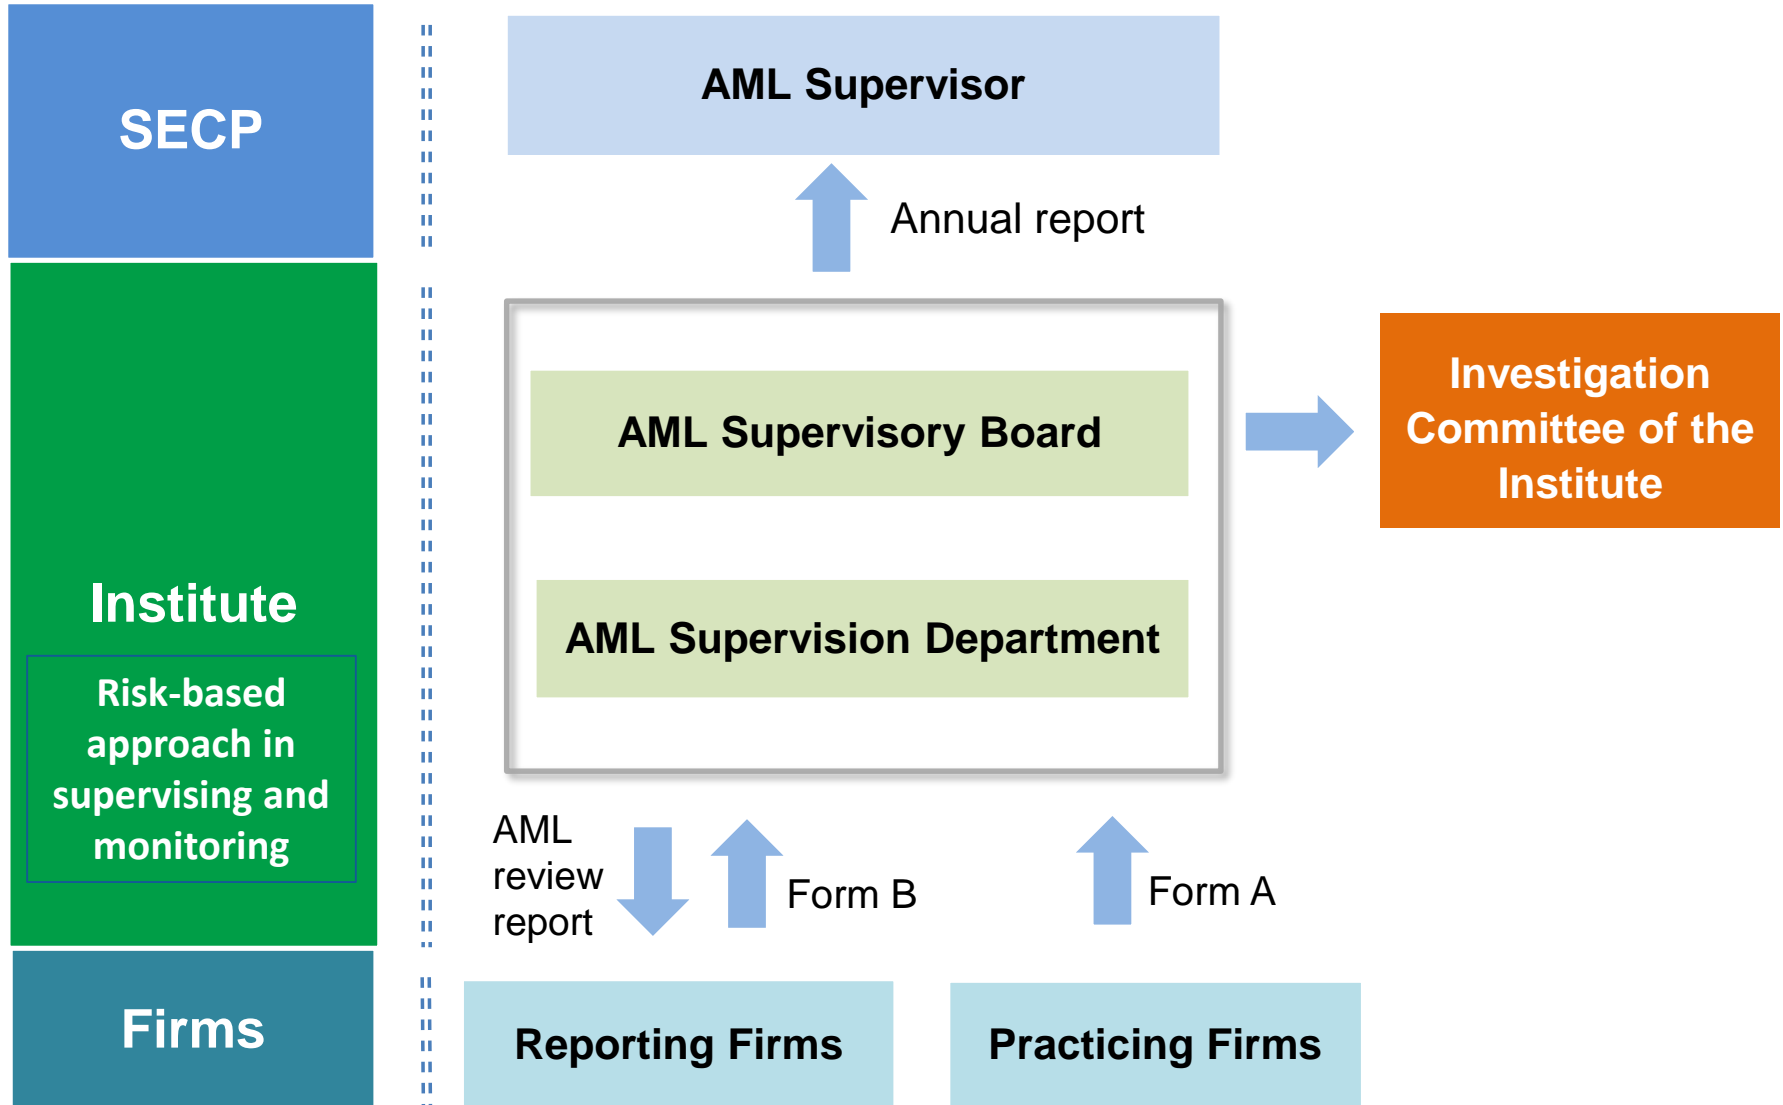 SECP
AML Supervisor
Annual report
Institute
Risk-based
approach in
supervising and
monitoring
AML Supervisory Board
AML Supervision Department
Investigation
Committee of the
Institute
AML
review
report
Form B
Form A
Firms
Reporting Firms
Practicing Firms